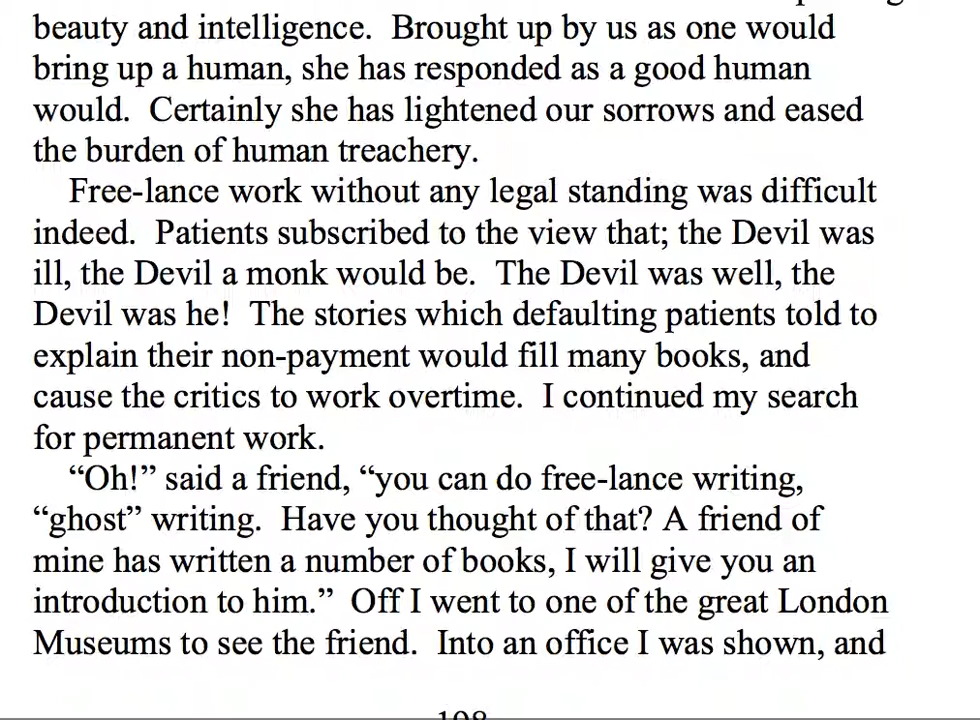 beauty and intelligence. Brought up by us as one would
bring up a human, she has responded as a good human
would. Certainly she has lightened our sorrows and eased
the burden of human treachery.
Free-lance work without any legal standing was difficult
indeed. Patients subscribed to the view that; the Devil was
ill, the Devil a monk would be. The Devil was well, the
Devil was he! The stories which defaulting patients told to
explain their non-payment would fill many books, and
cause the critics to work overtime. I continued my search
for permanent work.
“Oh!” said a friend, “you can do free-lance writing,
“ghost” writing. Have you thought of that? A friend of
mine has written a number of books, I will give you an
introduction to him.” Off I went to one of the great London
Museums to see the friend. Into an office I was shown, and